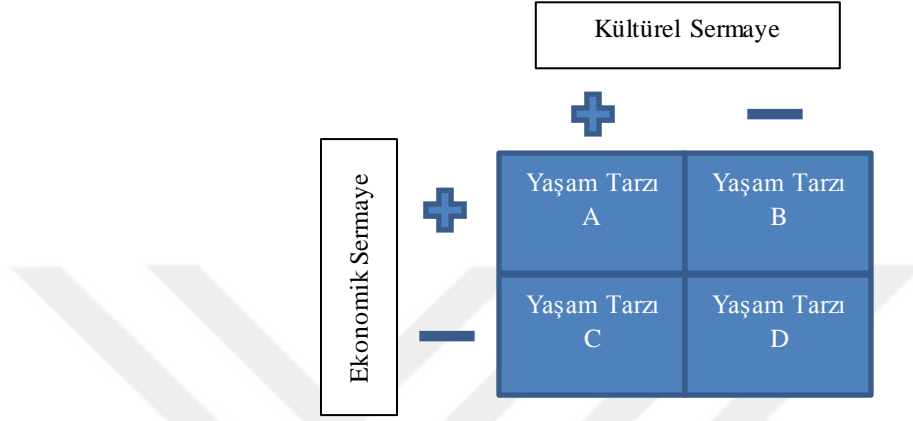 Kültürel Sermaye
Ekonomik Sermaye
Yaşam Tarzı
A
Yaşam Tarzı
B
Yaşam Tarzı
C
Yaşam Tarzı
D